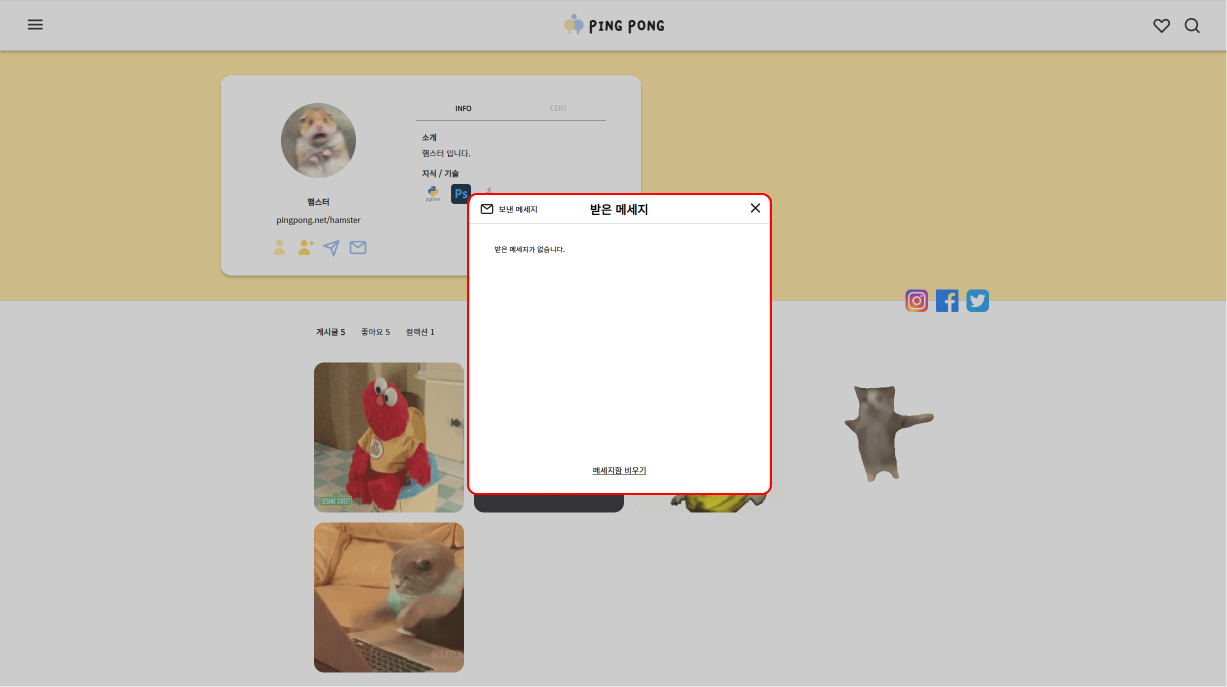 PING PONG
INFO
CERT
소개
햄스터 입니다.
지식 / 기술
python
Ps
햄스터
pingpong.net/hamster
보낸 메세지
받은 메세지
받은 메세지가 없습니다.
메세지함 비우기
게시글 5
좋아요 5
컬렉션 1
SESAME STREET